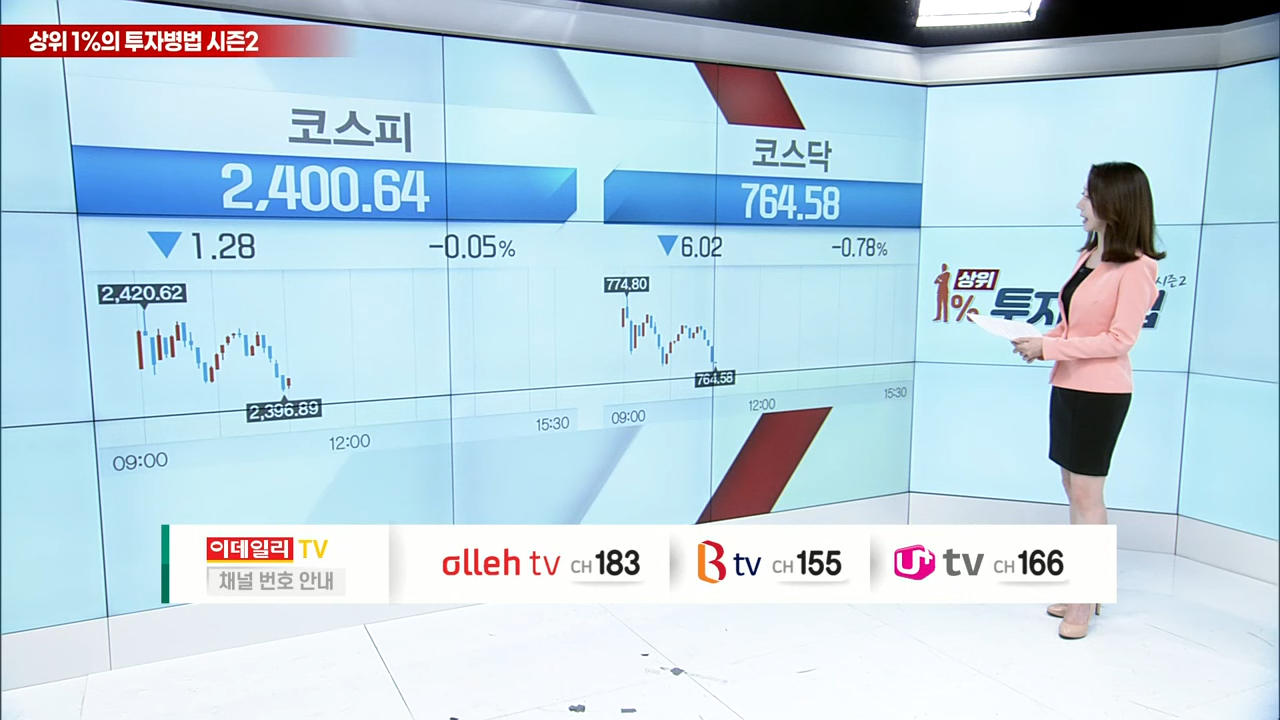 상위 1%의 투자병법 시즌2
코스피
2,400.64
▼ 1.28 -0.05%
2,420.62
2,396.89
09:00 12:00 15:30
코스닥
764.58
▼ 6.02 -0.78%
774.80
764.58
09:00 12:00 15:30
상위
1% 투자
시즌2
이데일리 TV
채널 번호 안내
olleh tv CH 183
B tv CH 155
U+ tv CH 166